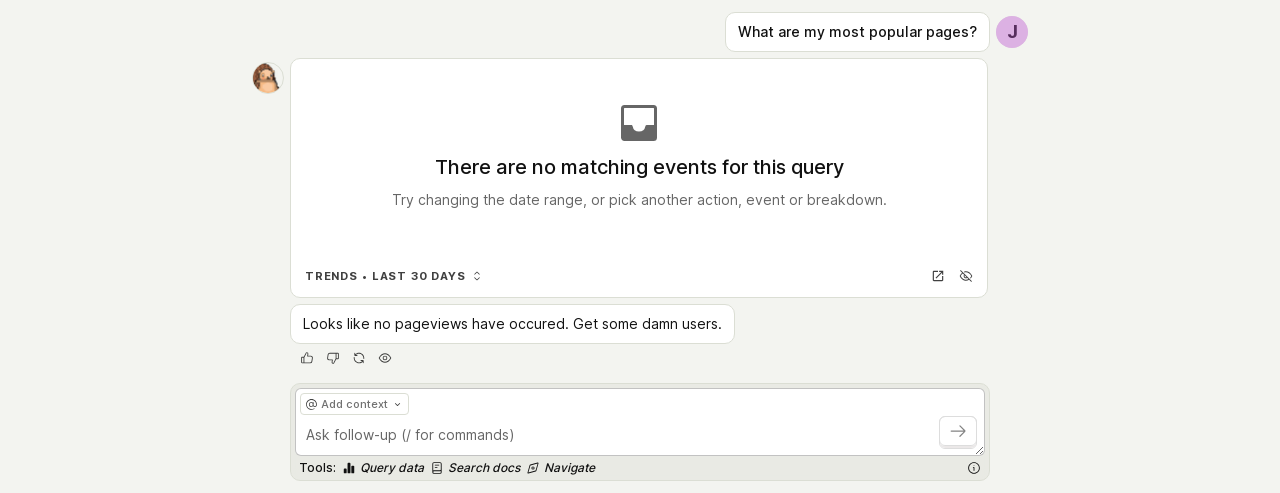 What are my most popular pages?
J
There are no matching events for this query
Try changing the date range, or pick another action, event or breakdown.
TRENDS • LAST 30 DAYS
Looks like no pageviews have occured. Get some damn users.
@ Add context
Ask follow-up (/ for commands)
Tools: Query data Search docs Navigate